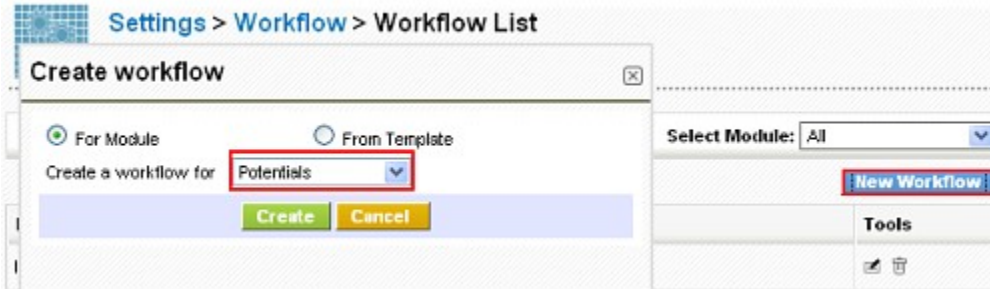 Settings > Workflow > Workflow List
Create workflow
For Module From Template
Select Module: All
Create a workflow for Potentials
New Workflow
Create Cancel
Tools